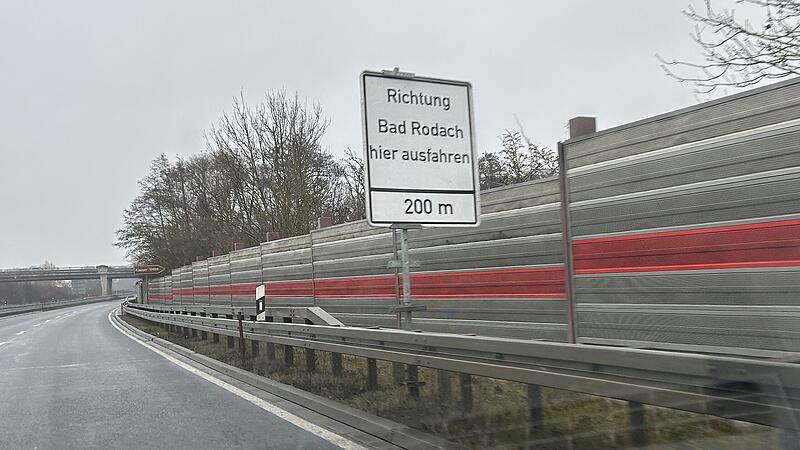 Richtung
Bad Rodach
hier ausfahren
200 m